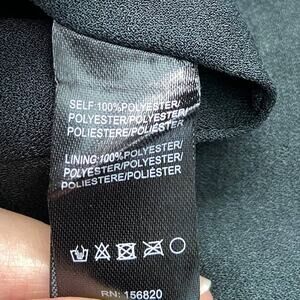 SELF:100%POLYESTER/
POLYESTER/POLYESTER/
POLIESTERE/POLIÉSTER
LINING:100%POLYESTER/
POLYESTER/POLYESTER/
POLIESTERE/POLIÉSTER
RN: 156820